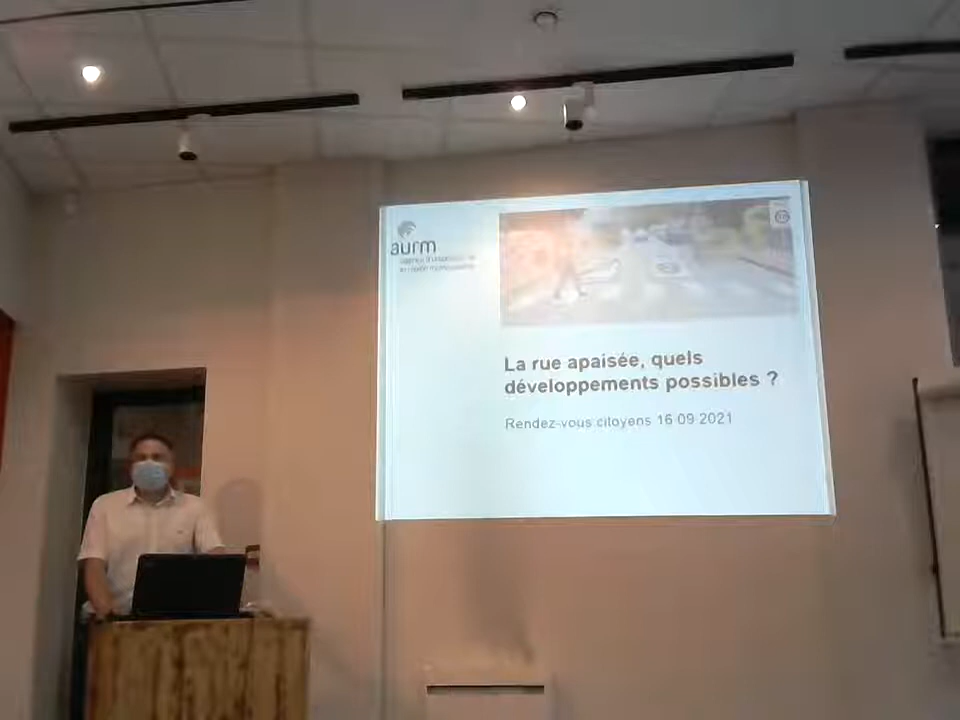 aurm
La rue apaisée, quels
développements possibles ?
Rendez-vous citoyens 16 09 2021